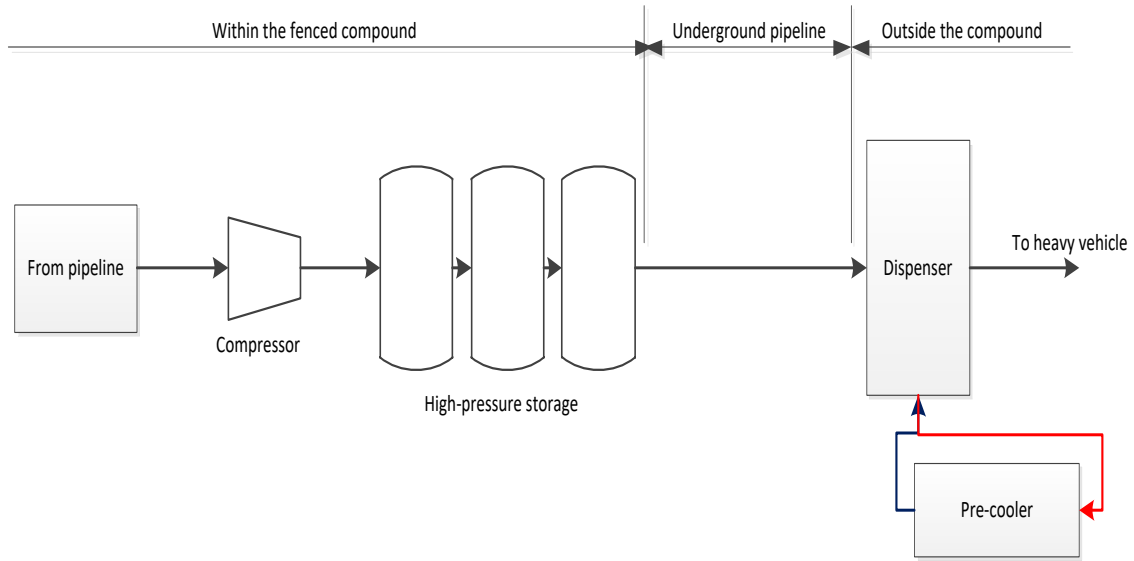 Within the fenced compound
Underground pipeline
Outside the compound
From pipeline
Compressor
High-pressure storage
Dispenser
To heavy vehicle
Pre-cooler